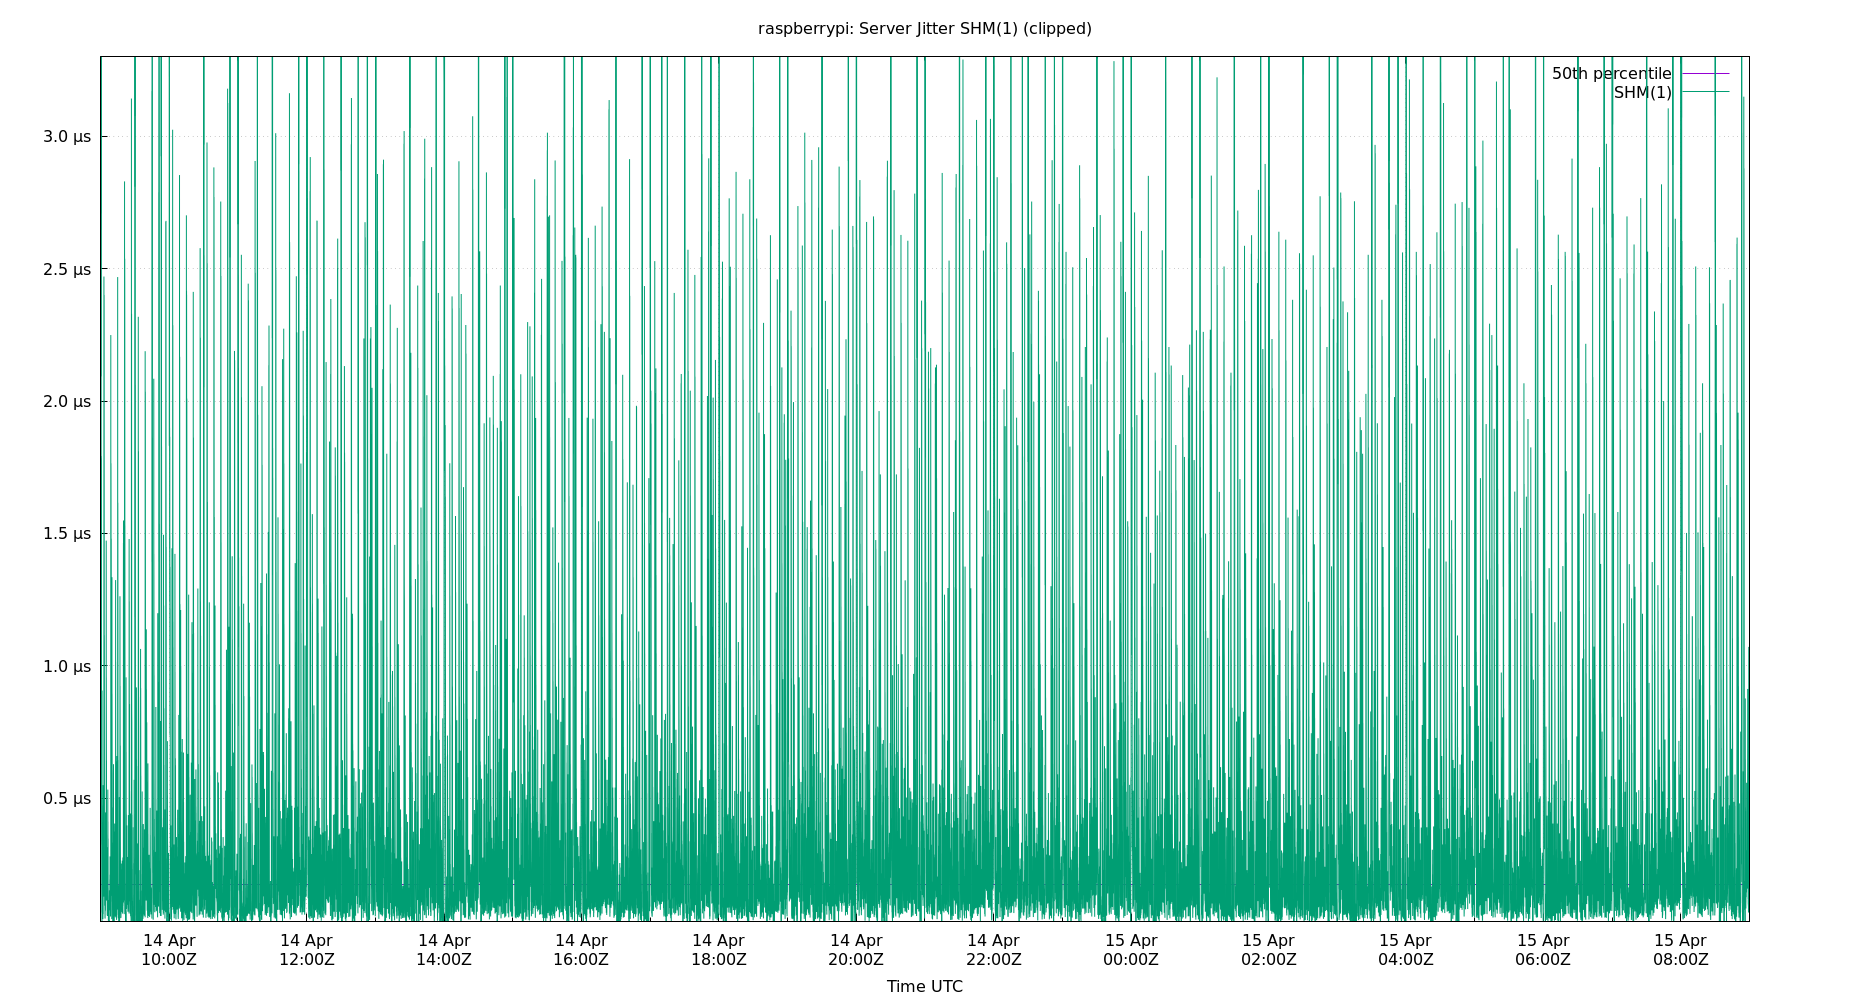 raspberrypi: Server Jitter SHM(1) (clipped)
50th percentile
SHM(1)
3.0 µs
2.5 µs
2.0 µs
1.5 µs
1.0 µs
0.5 µs
14 Apr 14 Apr 14 Apr 14 Apr 14 Apr 14 Apr 14 Apr 15 Apr 15 Apr 15 Apr 15 Apr 15 Apr
10:00Z 12:00Z 14:00Z 16:00Z 18:00Z 20:00Z 22:00Z 00:00Z 02:00Z 04:00Z 06:00Z 08:00Z
Time UTC